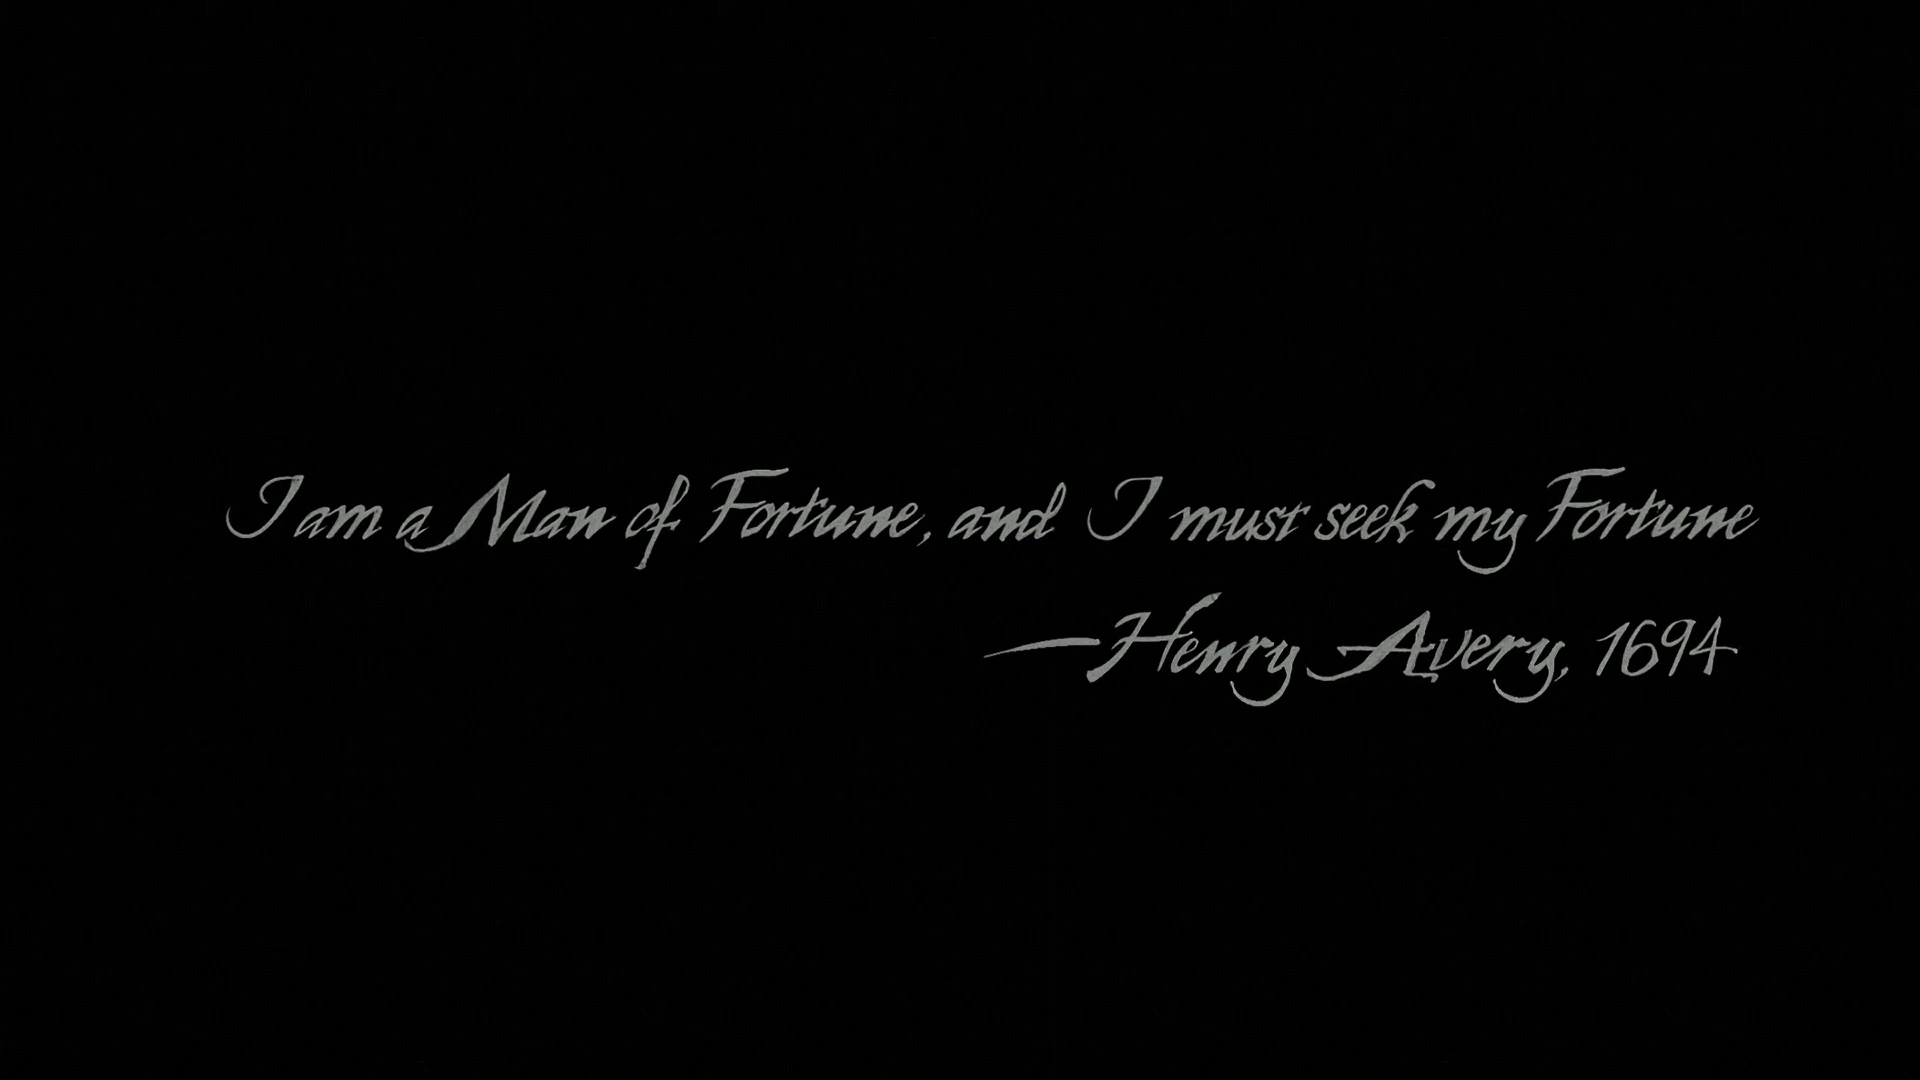 I am a Man of Fortune, and I must seek my Fortune
—Henry Avery, 1694